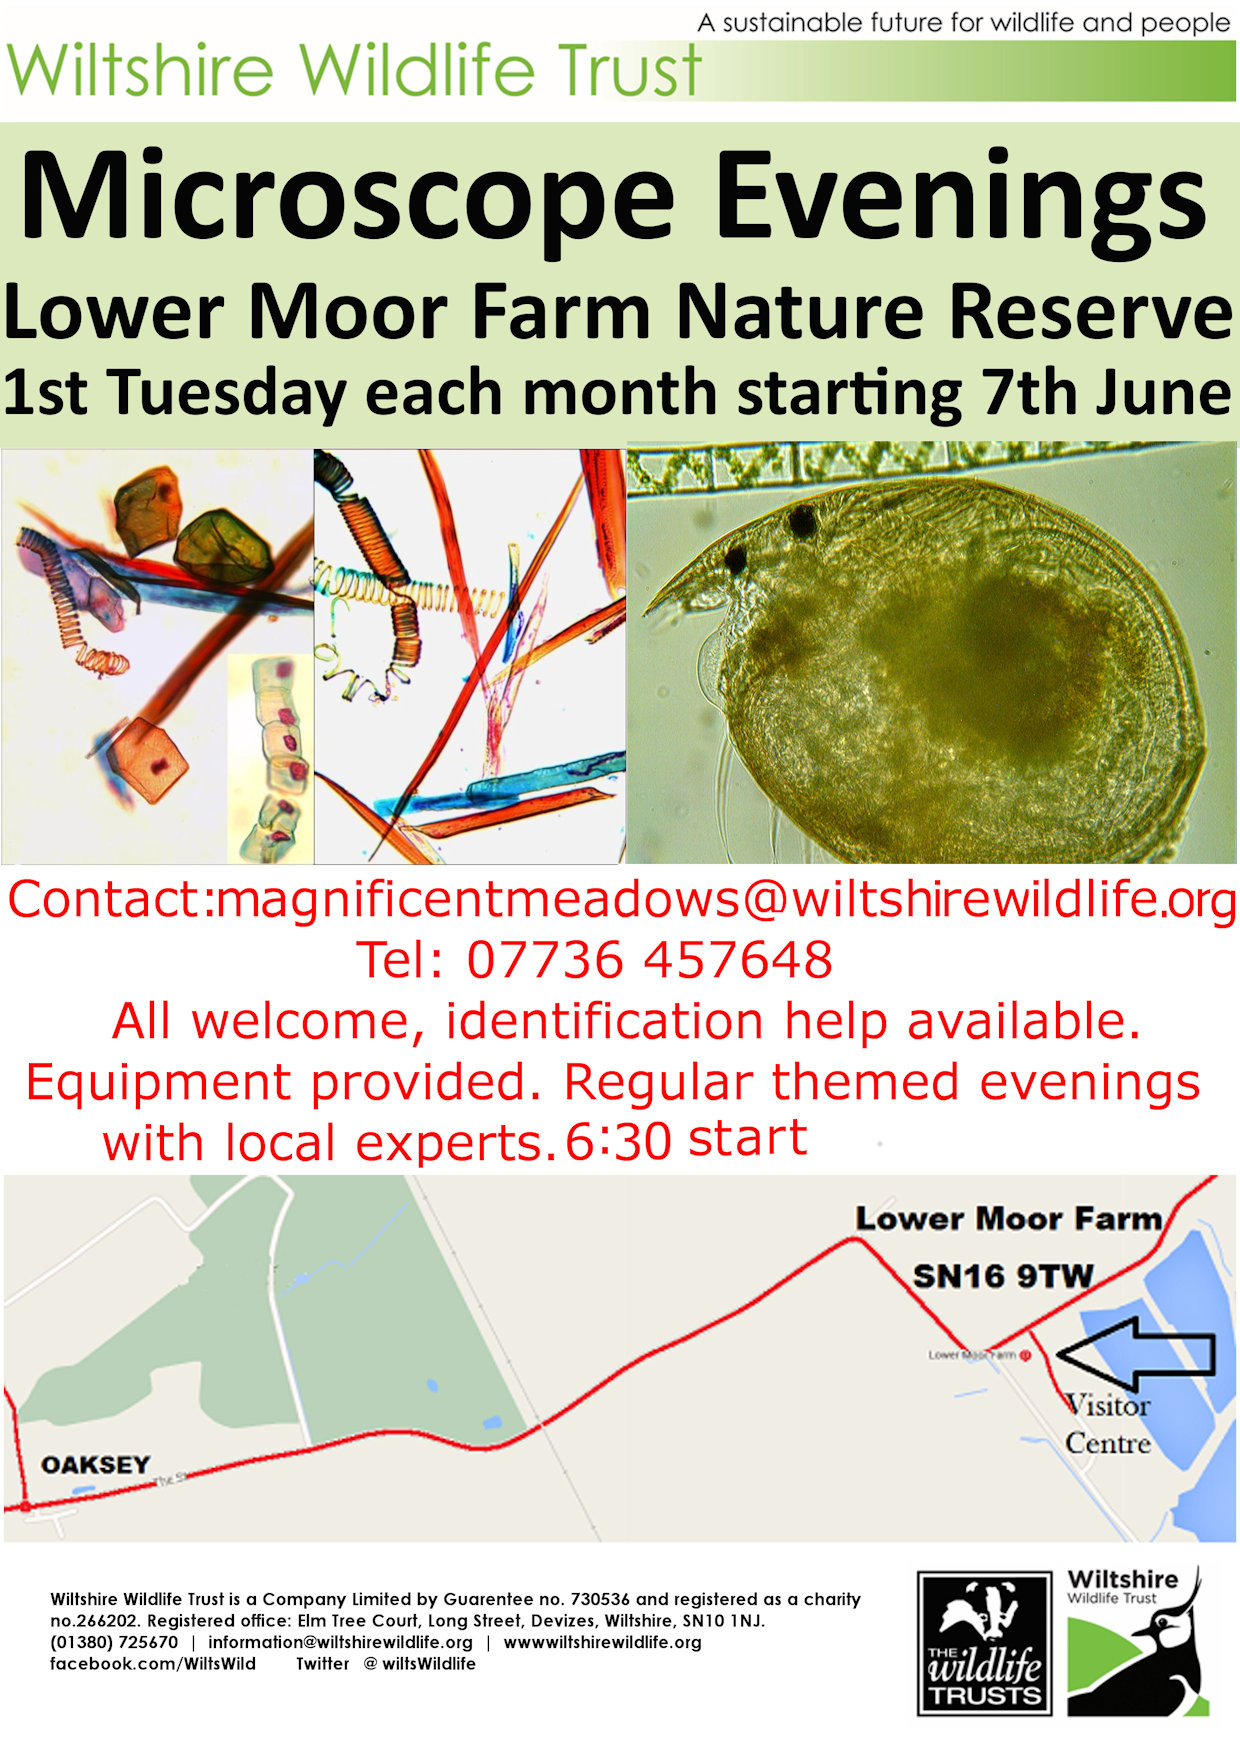 A sustainable future for wildlife and people
Wiltshire Wildlife Trust
Microscope Evenings
Lower Moor Farm Nature Reserve
1st Tuesday each month starting 7th June
Contact:magnificentmeadows@wiltshirewildlife.org
Tel: 07736 457648
All welcome, identification help available.
Equipment provided. Regular themed evenings
with local experts.6:30 start
Lower Moor Farm
SN16 9TW
Lower Moor Farm
Visitor
Centre
OAKSEY
The St
Wiltshire Wildlife Trust is a Company Limited by Guarentee no. 730536 and registered as a charity
no.266202. Registered office: Elm Tree Court, Long Street, Devizes, Wiltshire, SN10 1NJ.
(01380) 725670 | information@wiltshirewildlife.org | wwwwiltshirewildlife.org
facebook.com/WiltsWild Twitter @wiltsWildlife
THE
wildlife
TRUSTS
Wiltshire
Wildlife Trust